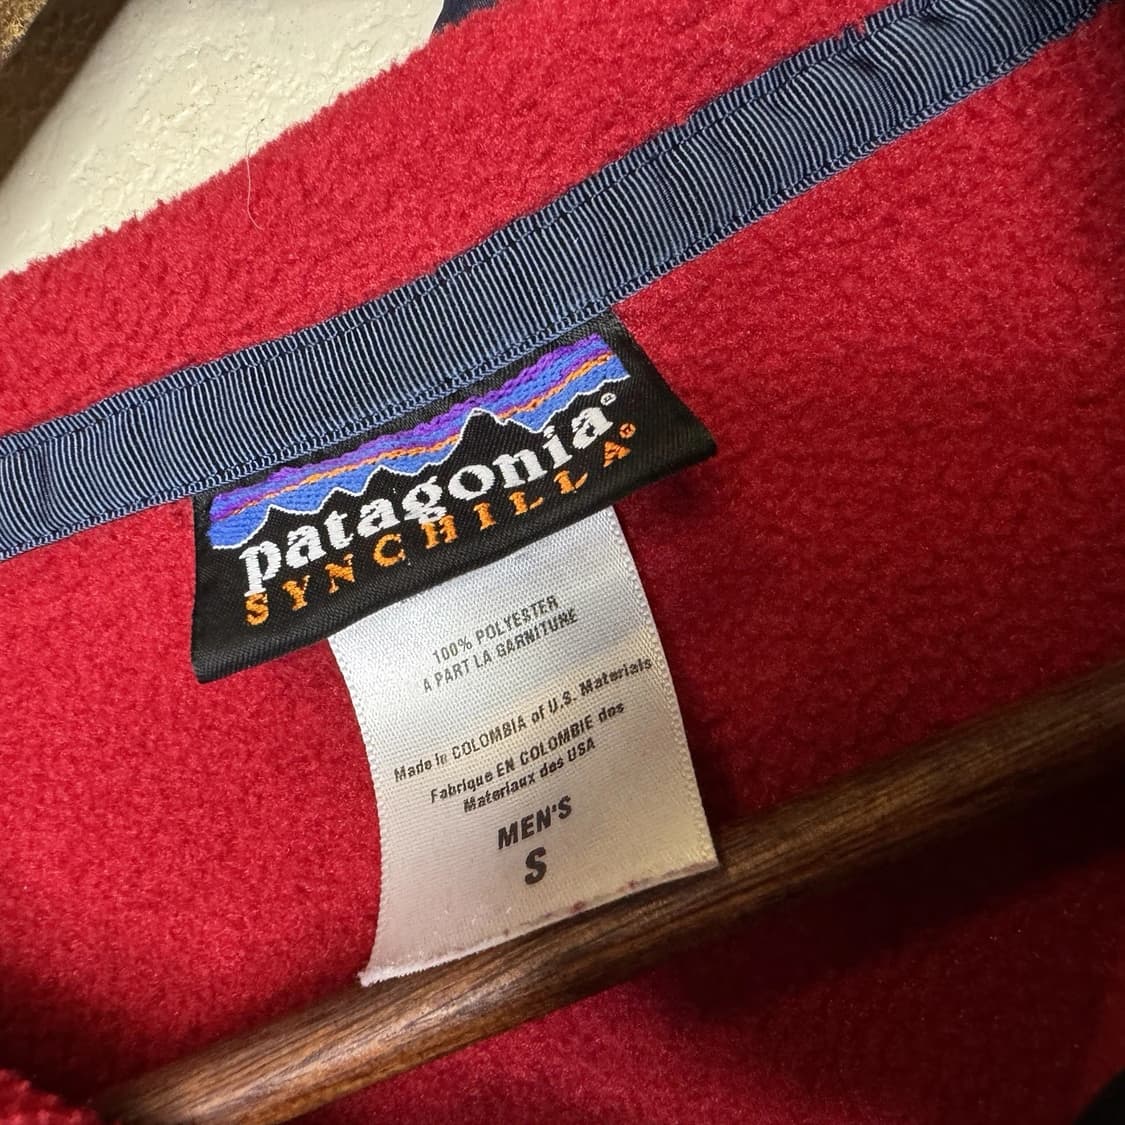 patagonia®
SYNCHILLA®
100% POLYESTER
A PART LA GARNITURE
Made in COLOMBIA of U.S. Materials
Fabriqué EN COLOMBIE des
Materiaux des USA
MEN'S
S